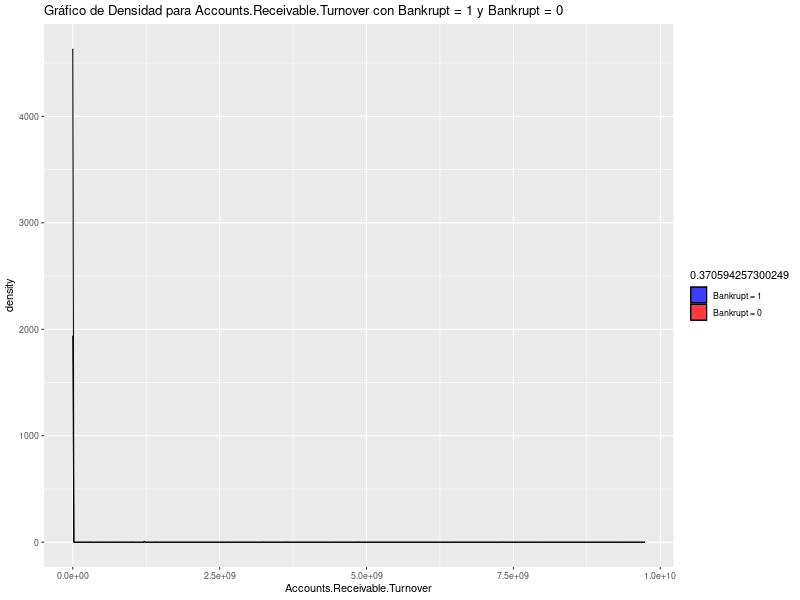 Gráfico de Densidad para Accounts.Receivable.Turnover con Bankrupt = 1 y Bankrupt = 0
density
4000
3000
2000
1000
0
0.0e+00
2.5e+09
5.0e+09
7.5e+09
1.0e+10
Accounts.Receivable.Turnover
0.370594257300249
Bankrupt = 1
Bankrupt = 0